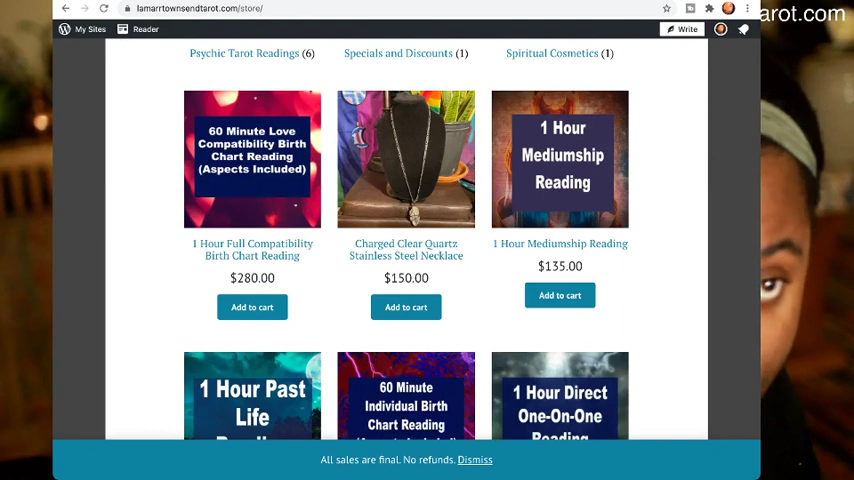 lamarrtownsendtarot.com/store/
tarot.com
My Sites
Reader
Write
Psychic Tarot Readings (6)
Specials and Discounts (1)
Spiritual Cosmetics (1)
60 Minute Love
Compatibility Birth
Chart Reading
(Aspects Included)
1 Hour
Mediumship
Reading
1 Hour Full Compatibility
Birth Chart Reading
$280.00
Add to cart
Charged Clear Quartz
Stainless Steel Necklace
$150.00
Add to cart
1 Hour Mediumship Reading
$135.00
Add to cart
1 Hour Past
Life
60 Minute
Individual Birth
Chart Reading
1 Hour Direct
One-On-One
Reading
All sales are final. No refunds. Dismiss